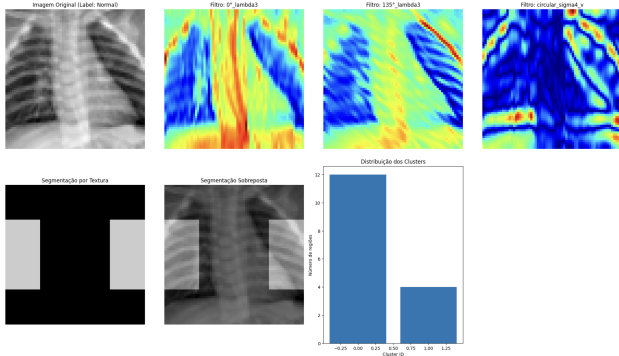 Imagem Original (Label: Normal)
Filtro: 0°_lambda3
Filtro: 135°_lambda3
Filtro: circular_sigma4_v
Segmentação por Textura
Segmentação Sobreposta
Distribuição dos Clusters
Número de regiões
12
10
8
6
4
2
0
−0.25 0.00 0.25 0.50 0.75 1.00 1.25
Cluster ID